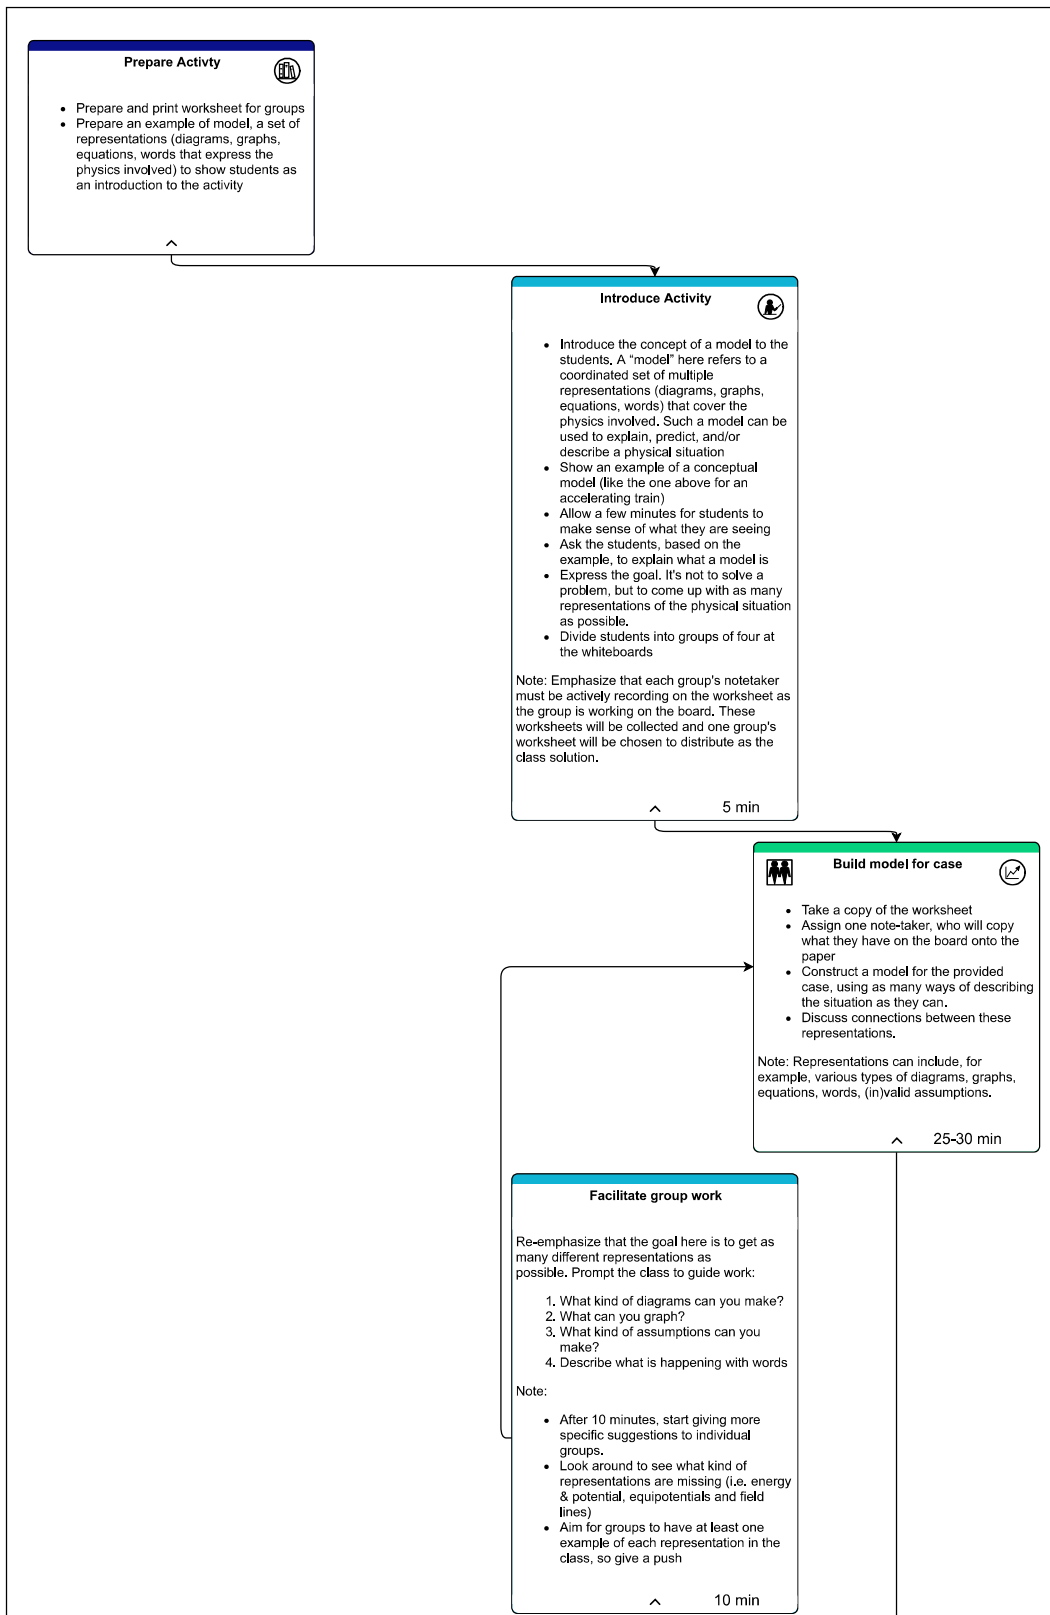 Prepare Activty
• Prepare and print worksheet for groups
• Prepare an example of model, a set of
representations (diagrams, graphs,
equations, words that express the
physics involved) to show students as
an introduction to the activity
Introduce Activity
• Introduce the concept of a model to the
students. A “model” here refers to a
coordinated set of multiple
representations (diagrams, graphs,
equations, words) that cover the
physics involved. Such a model can be
used to explain, predict, and/or
describe a physical situation
• Show an example of a conceptual
model (like the one above for an
accelerating train)
• Allow a few minutes for students to
make sense of what they are seeing
• Ask the students, based on the
example, to explain what a model is
• Express the goal. It's not to solve a
problem, but to come up with as many
representations of the physical situation
as possible.
• Divide students into groups of four at
the whiteboards
Note: Emphasize that each group's notetaker
must be actively recording on the worksheet as
the group is working on the board. These
worksheets will be collected and one group's
worksheet will be chosen to distribute as the
class solution.
5 min
Build model for case
• Take a copy of the worksheet
• Assign one note-taker, who will copy
what they have on the board onto the
paper
• Construct a model for the provided
case, using as many ways of describing
the situation as they can.
• Discuss connections between these
representations.
Note: Representations can include, for
example, various types of diagrams, graphs,
equations, words, (in)valid assumptions.
25-30 min
Facilitate group work
Re-emphasize that the goal here is to get as
many different representations as
possible. Prompt the class to guide work:
1. What kind of diagrams can you make?
2. What can you graph?
3. What kind of assumptions can you
make?
4. Describe what is happening with words
Note:
• After 10 minutes, start giving more
specific suggestions to individual
groups.
• Look around to see what kind of
representations are missing (i.e. energy
& potential, equipotentials and field
lines)
• Aim for groups to have at least one
example of each representation in the
class, so give a push
10 min